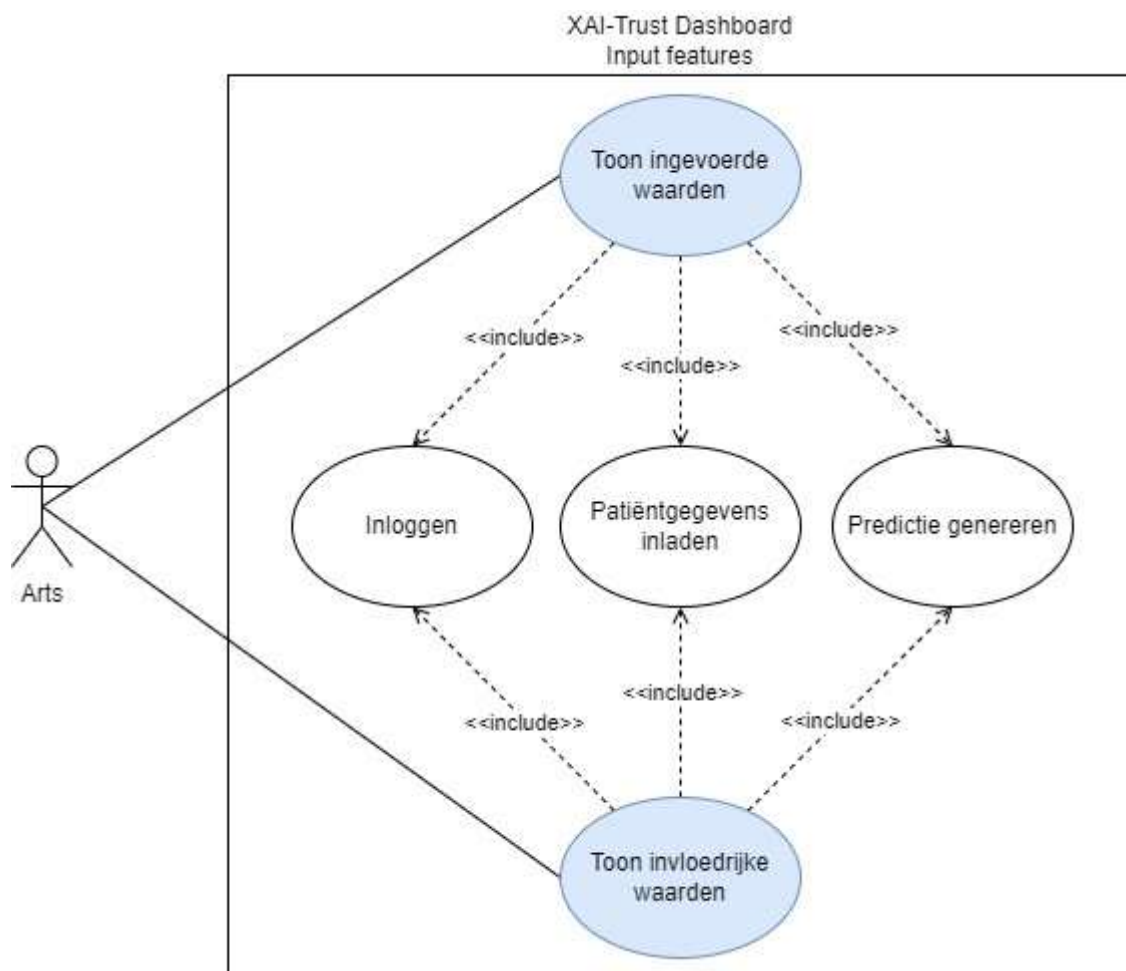 XAI-Trust Dashboard
Input features
Toon ingevoerde
waarden
<<include>>
<<include>>
<<include>>
Inloggen
Patiëntgegevens
inladen
Predictie genereren
Arts
<<include>>
<<include>>
<<include>>
Toon invloedrijke
waarden